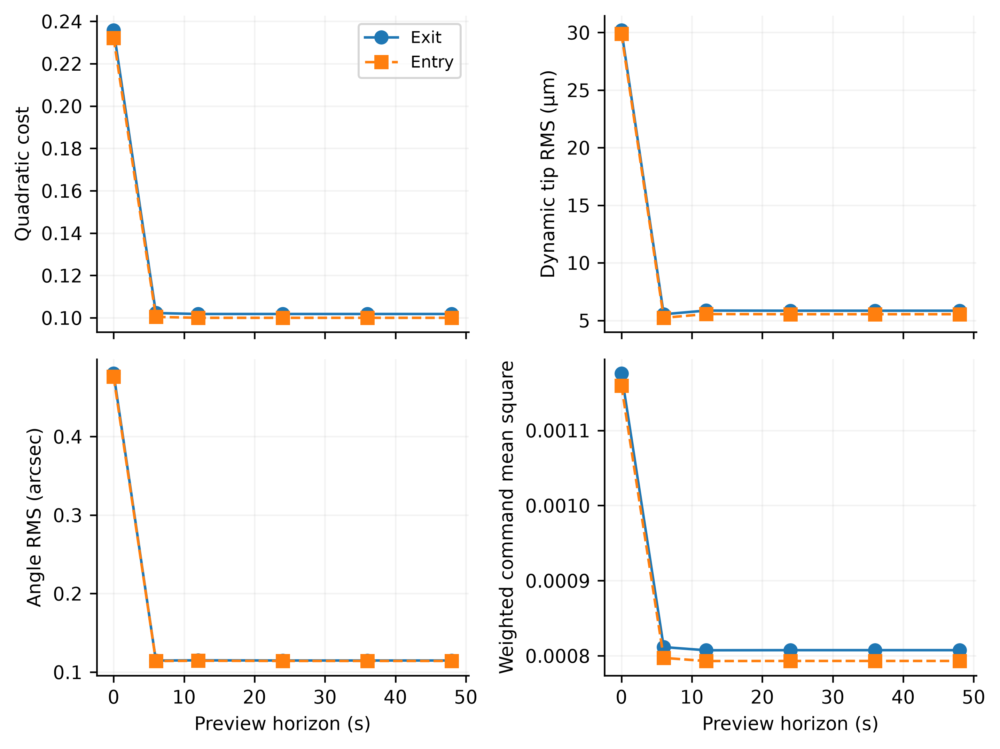 0.24
0.22
0.20
0.18
0.16
0.14
0.12
0.10
Quadratic cost
Exit
Entry
30
25
20
15
10
5
Dynamic tip RMS (µm)
0.4
0.3
0.2
0.1
Angle RMS (arcsec)
0 10 20 30 40 50
Preview horizon (s)
0.0011
0.0010
0.0009
0.0008
Weighted command mean square
0 10 20 30 40 50
Preview horizon (s)